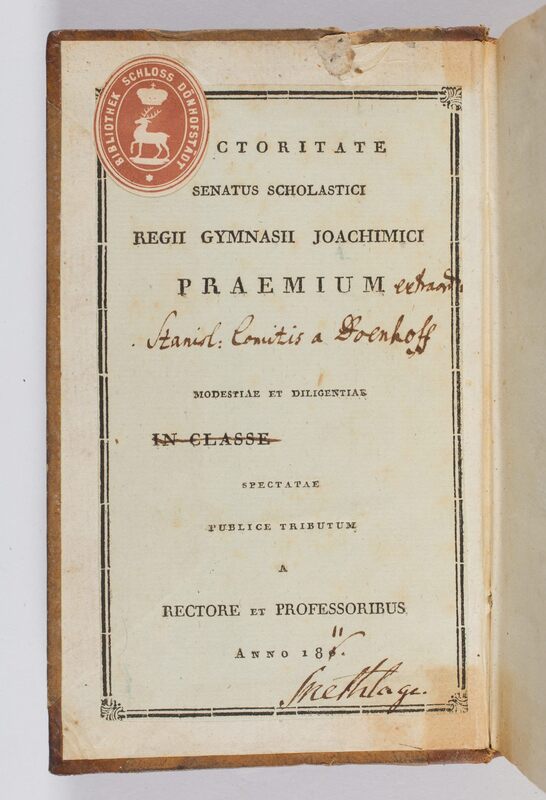 BIBLIOTHEK SCHLOSS DÖNHOFSTADT
CTORITATE
SENATUS SCHOLASTICI
REGII GYMNASII JOACHIMICI
PRAEMIUM extraord:
Stanisl: Comitis a Doenhoff
MODESTIAE ET DILIGENTIAE
IN CLASSE
SPECTATAE
PUBLICE TRIBUTUM
A
RECTORE ET PROFESSORIBUS
ANNO 1811.
Snethlage.